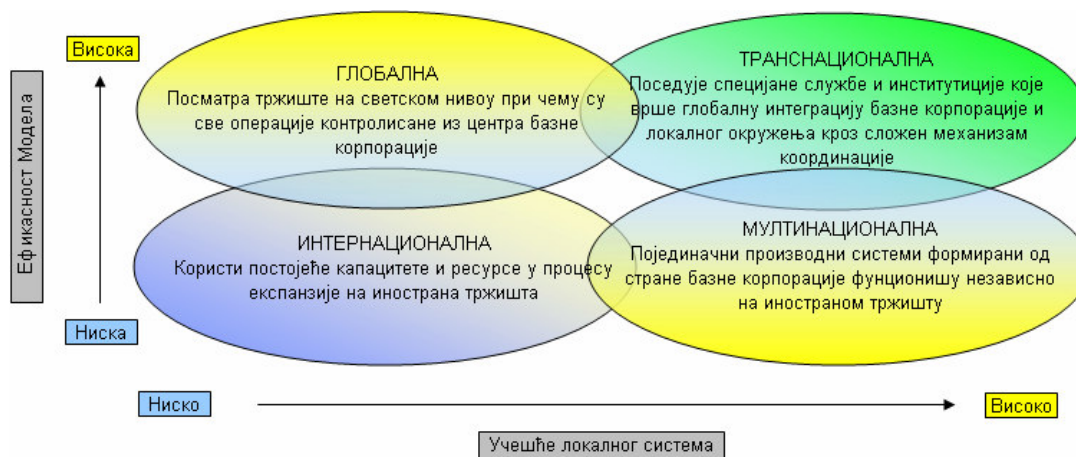 Висока
Ефикасност Модела
Ниска
ГЛОБАЛНА
Посматра тржиште на светском нивоу при чему су
све операције контролисане из центра базне
корпорације
ТРАНСНАЦИОНАЛНА
Поседује специјане службе и институтиције које
врше глобалну интеграцију базне корпорације и
локалног окружења кроз сложен механизам
координације
ИНТЕРНАЦИОНАЛНА
Користи постојеће капацитете и ресурсе у процесу
експанзије на инострана тржишта
МУЛТИНАЦИОНАЛНА
Појединачни производни системи формирани од
стране базне корпорације фунционишу независно
на иностраном тржишту
Ниско
Високо
Учешће локалног система